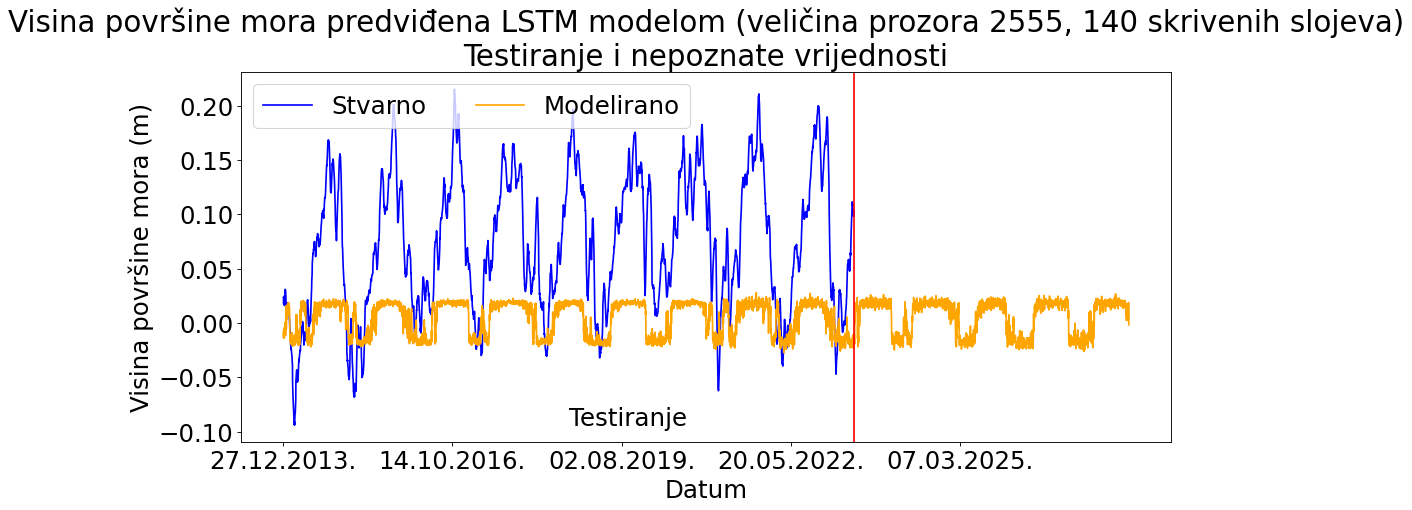 Visina površine mora predviđena LSTM modelom (veličina prozora 2555, 140 skrivenih slojeva)
Testiranje i nepoznate vrijednosti
Stvarno
Modelirano
Visina površine mora (m)
0.20
0.15
0.10
0.05
0.00
−0.05
−0.10
Testiranje
27.12.2013.
14.10.2016.
02.08.2019.
20.05.2022.
07.03.2025.
Datum